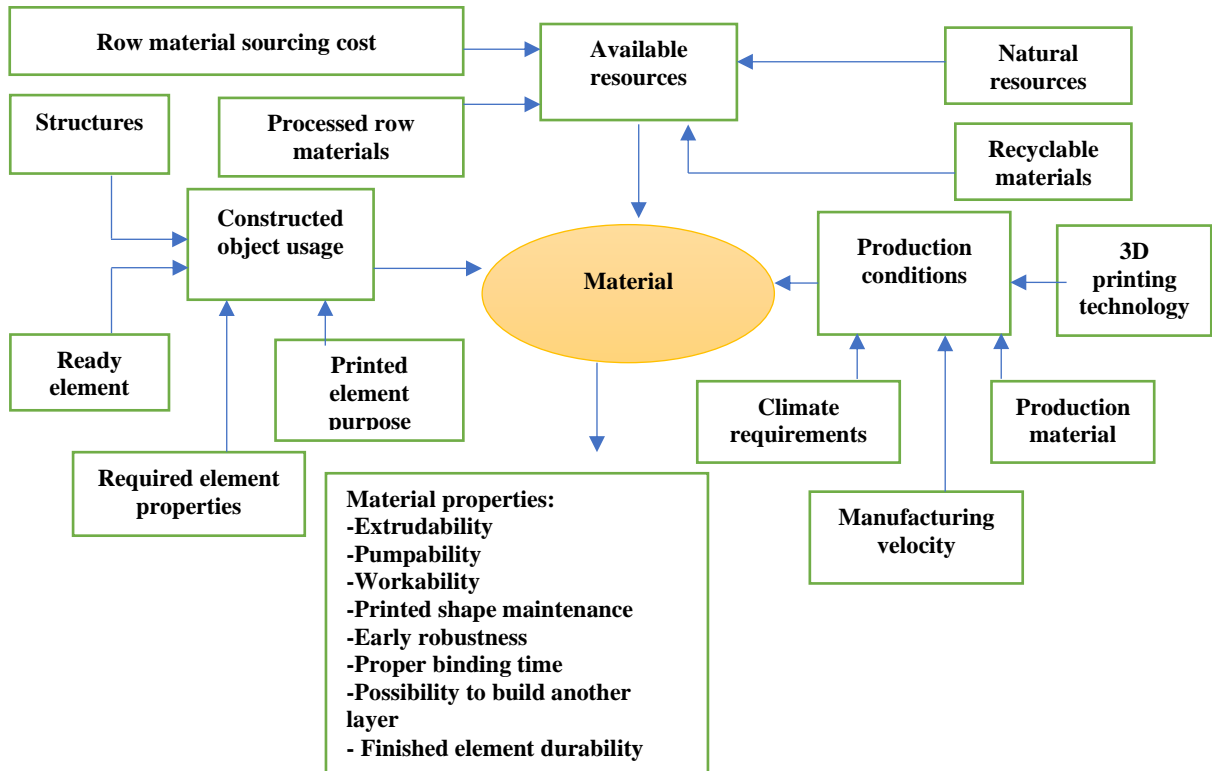 Row material sourcing cost
Available
resources
Natural
resources
Structures
Processed row
materials
Recyclable
materials
Constructed
object usage
Material
Production
conditions
3D
printing
technology
Ready
element
Printed
element
purpose
Climate
requirements
Production
material
Required element
properties
Manufacturing
velocity
Material properties:
-Extrudability
-Pumpability
-Workability
-Printed shape maintenance
-Early robustness
-Proper binding time
-Possibility to build another
layer
- Finished element durability